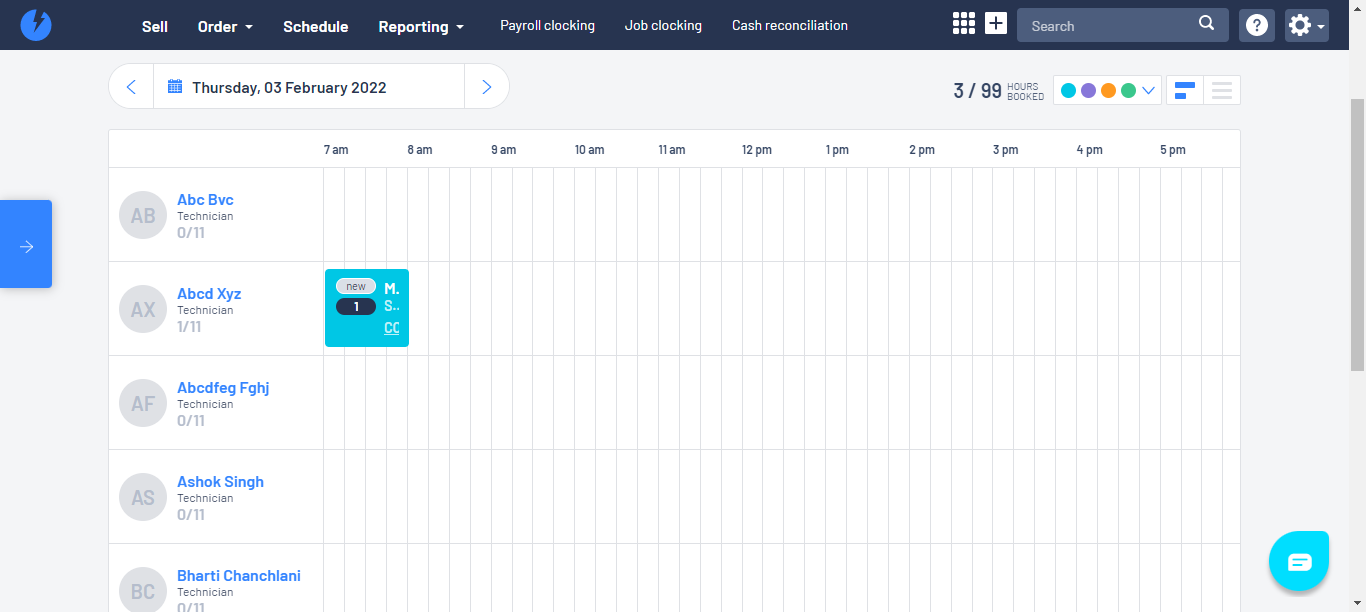 Sell Order Schedule Reporting Payroll clocking Job clocking Cash reconciliation Search ?
Thursday, 03 February 2022
3 / 99 HOURS BOOKED
7 am 8 am 9 am 10 am 11 am 12 pm 1 pm 2 pm 3 pm 4 pm 5 pm
AB
Abc Bvc
Technician
0/11
AX
Abcd Xyz
Technician
1/11
new M.
1 S..
CC
AF
Abcdfeg Fghj
Technician
0/11
AS
Ashok Singh
Technician
0/11
BC
Bharti Chanchlani
Technician
0/11